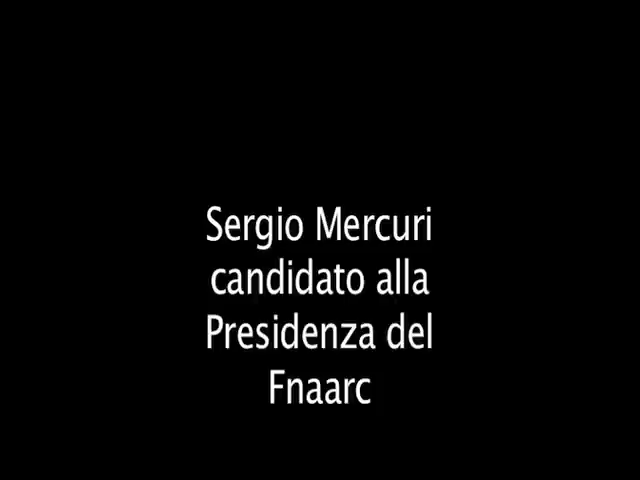 Sergio Mercuri
candidato alla
Presidenza del
Fnaarc